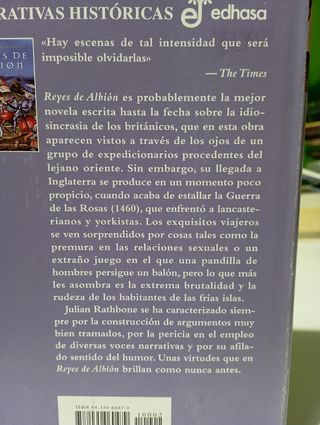 RATIVAS HISTÓRICAS edhasa
ES DE
IÓN
«Hay escenas de tal intensidad que será
imposible olvidarlas»
— The Times
Reyes de Albión es probablemente la mejor
novela escrita hasta la fecha sobre la idio-
sincrasia de los británicos, que en esta obra
aparecen vistos a través de los ojos de un
grupo de expedicionarios procedentes del
lejano oriente. Sin embargo, su llegada a
Inglaterra se produce en un momento poco
propicio, cuando acaba de estallar la Guerra
de las Rosas (1460), que enfrentó a lancaste-
rianos y yorkistas. Los exquisitos viajeros
se ven sorprendidos por cosas tales como la
premura en las relaciones sexuales o un
extraño juego en el que una pandilla de
hombres persigue un balón, pero lo que más
les asombra es la extrema brutalidad y la
rudeza de los habitantes de las frías islas.
Julian Rathbone se ha caracterizado siem-
pre por la construcción de argumentos muy
bien tramados, por la pericia en el empleo
de diversas voces narrativas y por su afila-
do sentido del humor. Unas virtudes que en
Reyes de Albión brillan como nunca antes.
10002